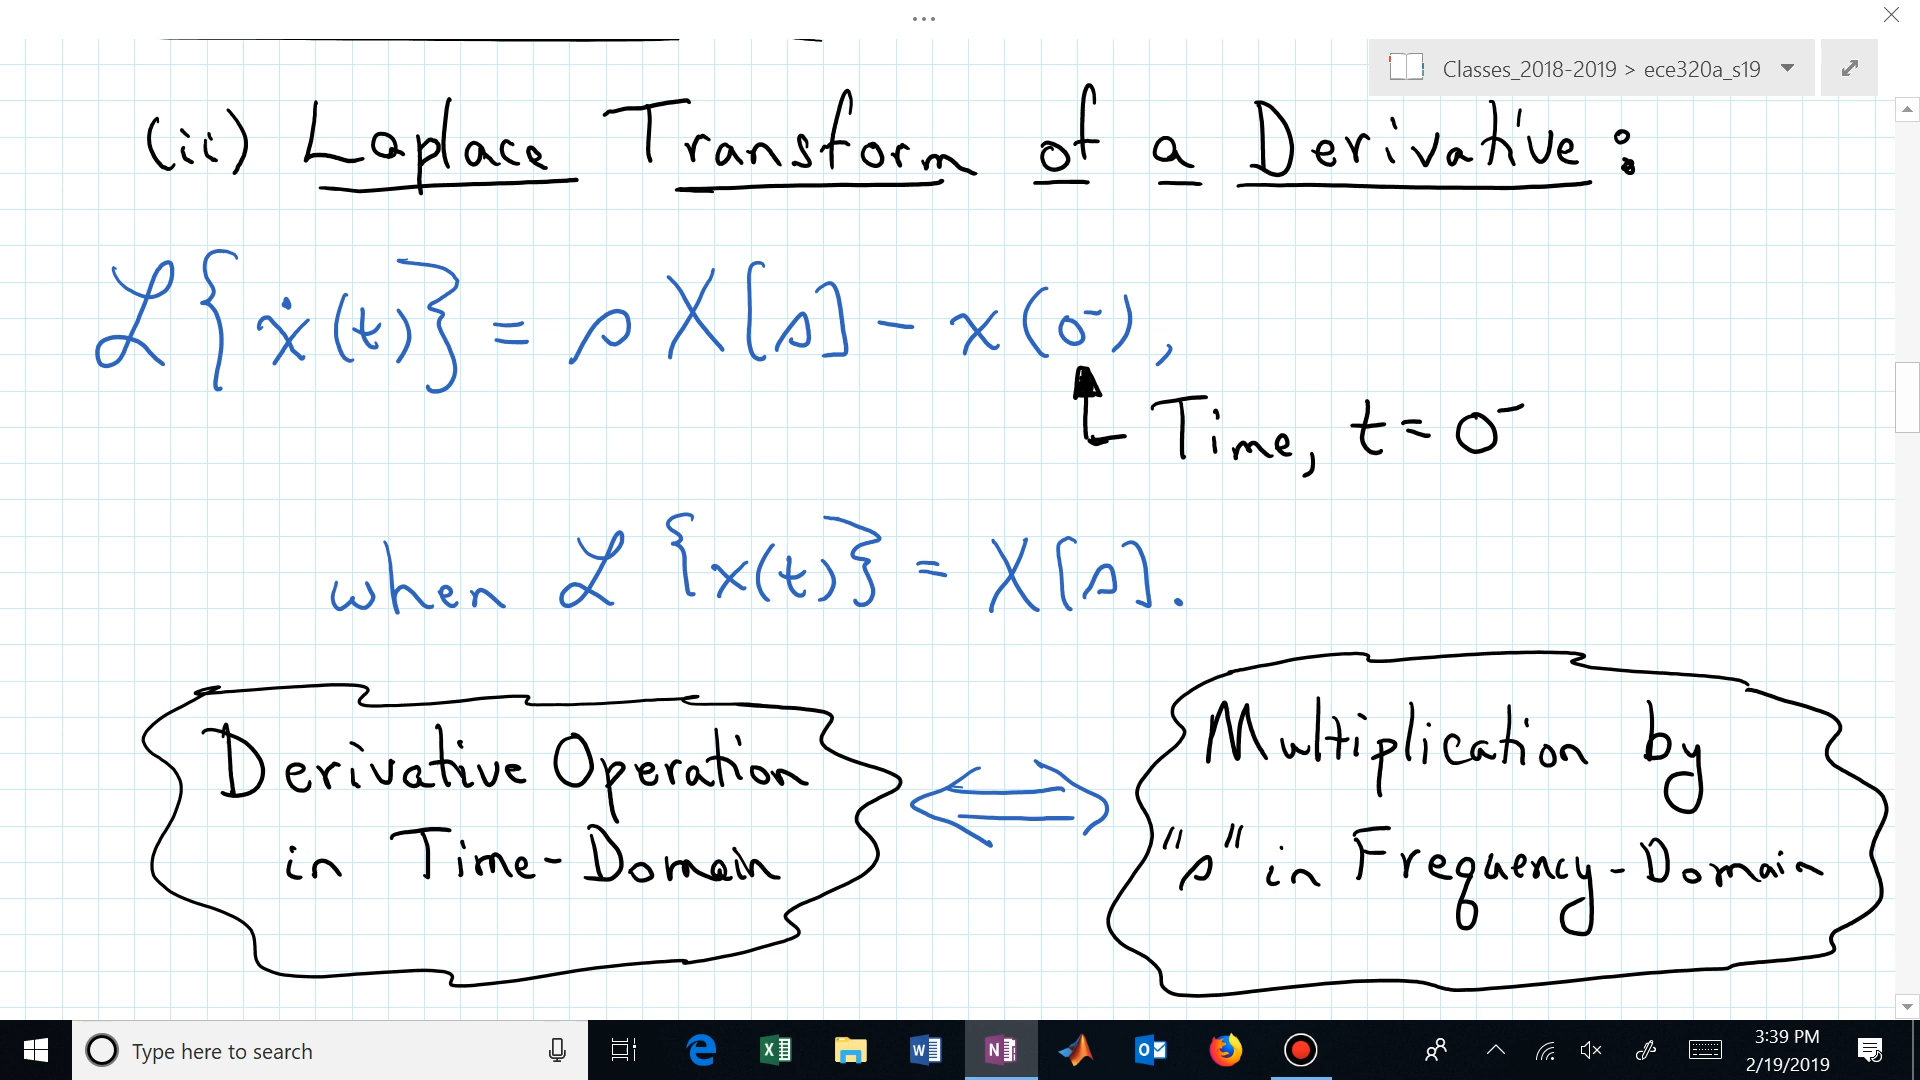 Classes_2018-2019 > ece320a_s19
(ii) Laplace Transform of a Derivative:
ℒ{ẋ(t)} = s X[s] - x(0⁻),
Time, t = 0⁻
when ℒ{x(t)} = X[s].
Derivative Operation
in Time-Domain
Multiplication by
"s" in Frequency-Domain
Type here to search
3:39 PM
2/19/2019